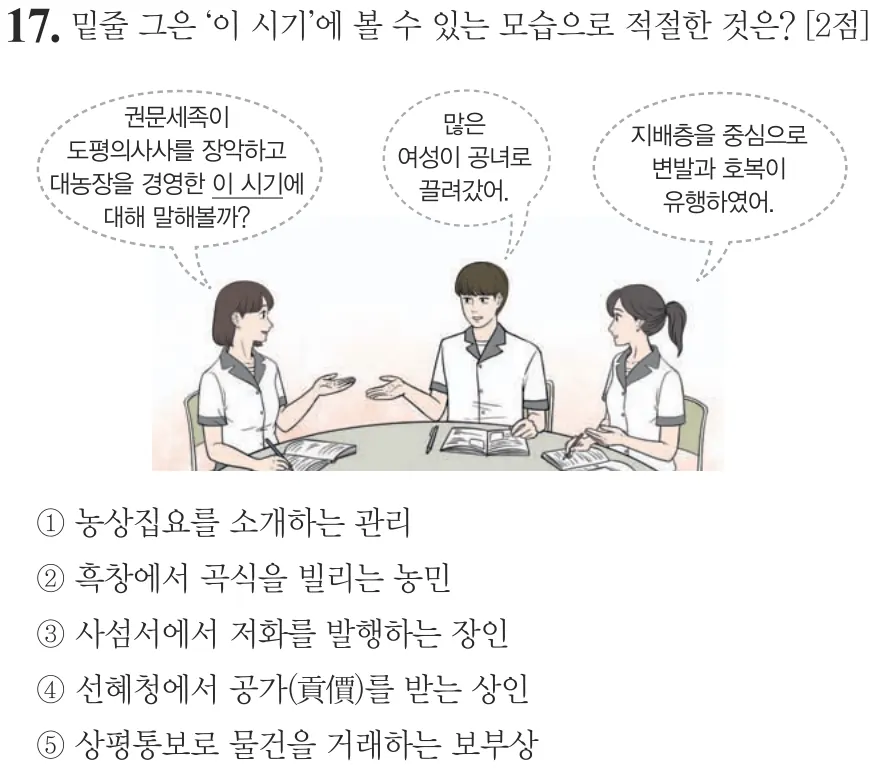 17. 밑줄 그은 ‘이 시기’에 볼 수 있는 모습으로 적절한 것은? [2점]
권문세족이
도평의사사를 장악하고
대농장을 경영한 이 시기에
대해 말해볼까?
많은
여성이 공녀로
끌려갔어.
지배층을 중심으로
변발과 호복이
유행하였어.
① 농상집요를 소개하는 관리
② 흑창에서 곡식을 빌리는 농민
③ 사섬서에서 저화를 발행하는 장인
④ 선혜청에서 공가(貢價)를 받는 상인
⑤ 상평통보로 물건을 거래하는 보부상